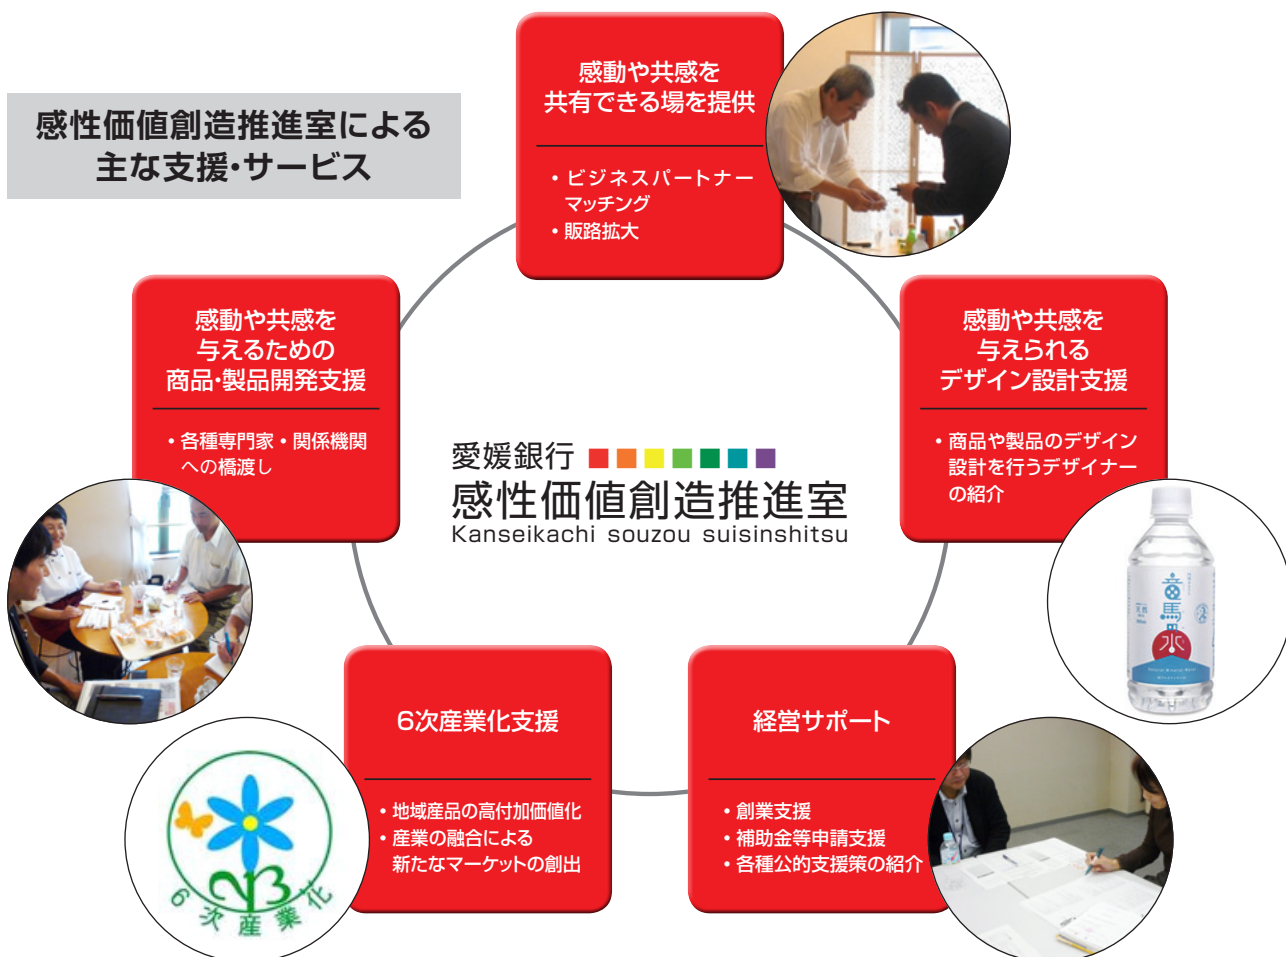 感性価値創造推進室による
主な支援・サービス
感動や共感を
共有できる場を提供
・ビジネスパートナー
マッチング
・販路拡大
感動や共感を
与えるための
商品・製品開発支援
・各種専門家・関係機関
への橋渡し
感動や共感を
与えられる
デザイン設計支援
・商品や製品のデザイン
設計を行うデザイナー
の紹介
愛媛銀行
感性価値創造推進室
Kanseikachi souzou suisinshitsu
6次産業化支援
・地域産品の高付加価値化
・産業の融合による
新たなマーケットの創出
経営サポート
・創業支援
・補助金等申請支援
・各種公的支援策の紹介
6次産業化
竜馬の水
Natural Mineral Water